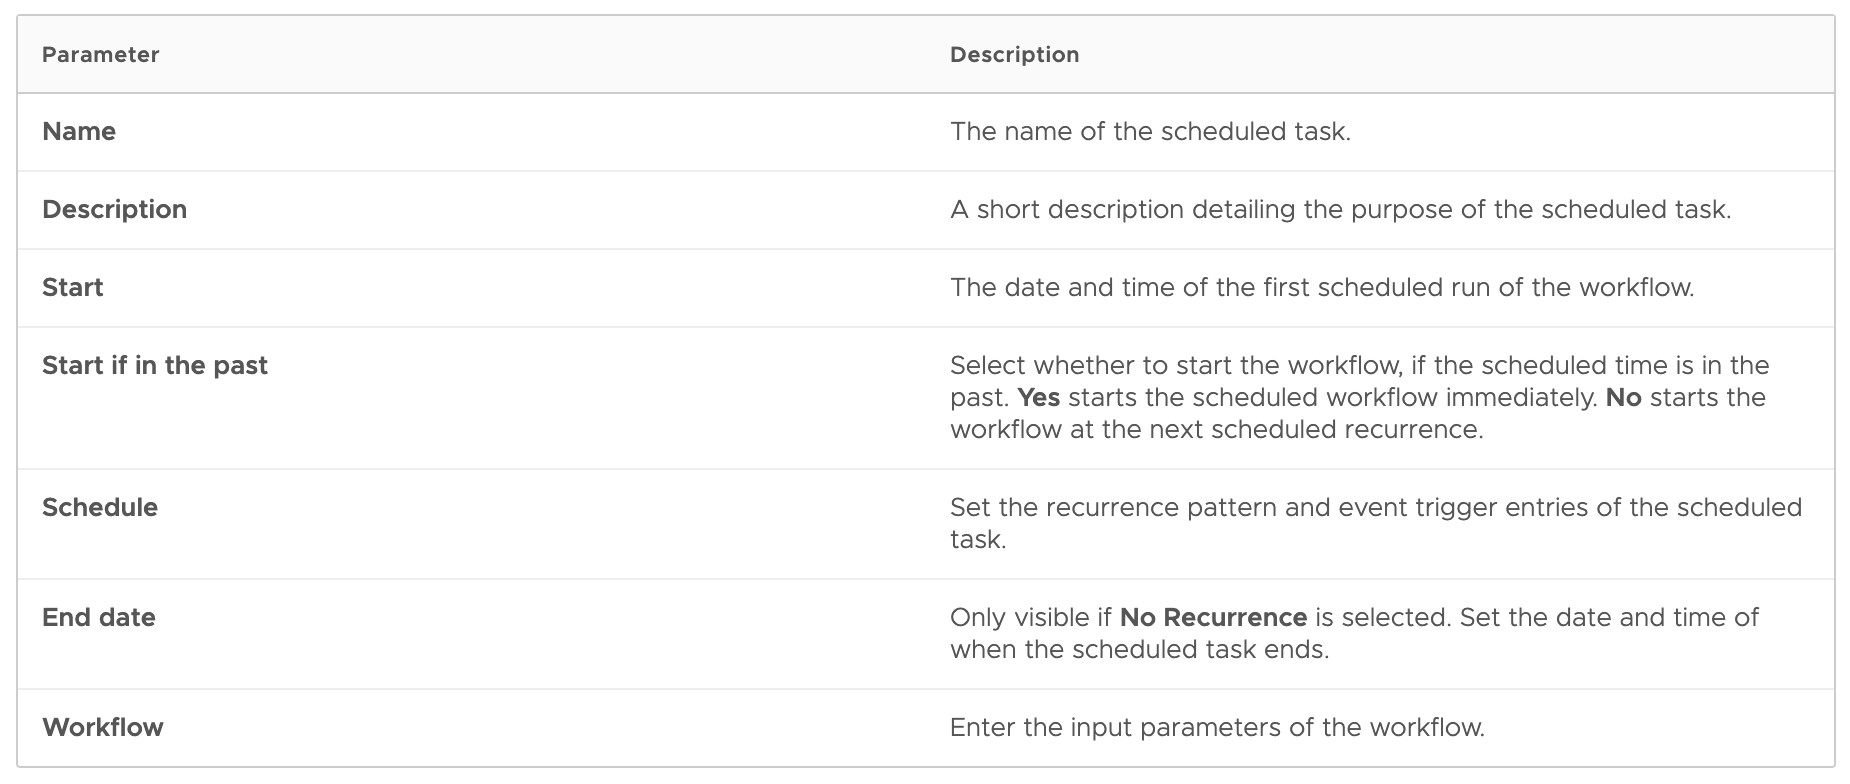 Parameter Description
Name The name of the scheduled task.
Description A short description detailing the purpose of the scheduled task.
Start The date and time of the first scheduled run of the workflow.
Start if in the past Select whether to start the workflow, if the scheduled time is in the
past. Yes starts the scheduled workflow immediately. No starts the
workflow at the next scheduled recurrence.
Schedule Set the recurrence pattern and event trigger entries of the scheduled
task.
End date Only visible if No Recurrence is selected. Set the date and time of
when the scheduled task ends.
Workflow Enter the input parameters of the workflow.